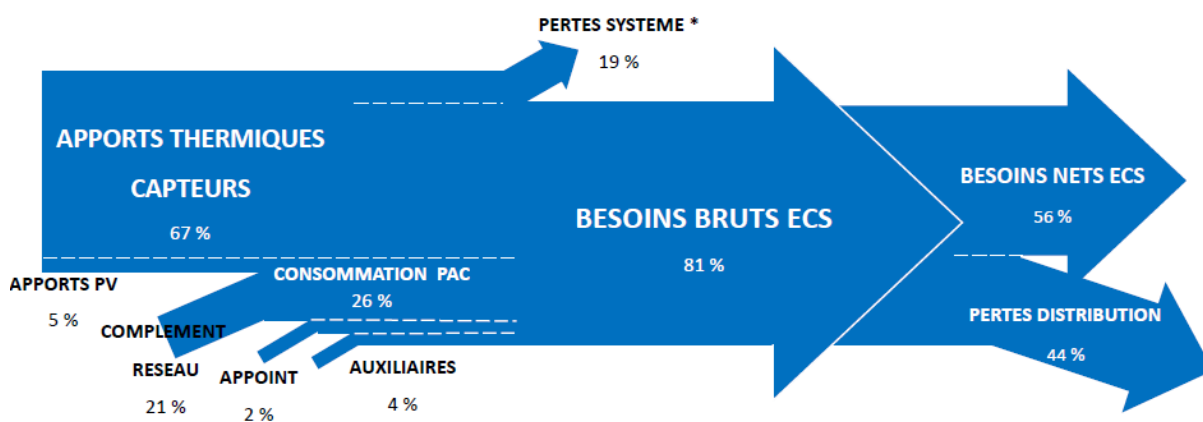 PERTES SYSTEME *
19 %
APPORTS THERMIQUES
CAPTEURS
67 %
BESOINS BRUTS ECS
81 %
BESOINS NETS ECS
56 %
APPORTS PV
5 %
CONSOMMATION PAC
26 %
COMPLEMENT
RESEAU
21 %
APPOINT
2 %
AUXILIAIRES
4 %
PERTES DISTRIBUTION
44 %